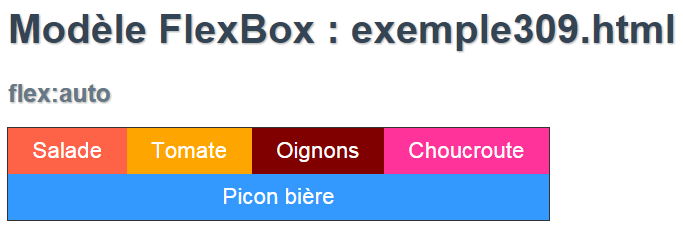 Modèle FlexBox : exemple309.html
flex:auto
Salade Tomate Oignons Choucroute
Picon bière